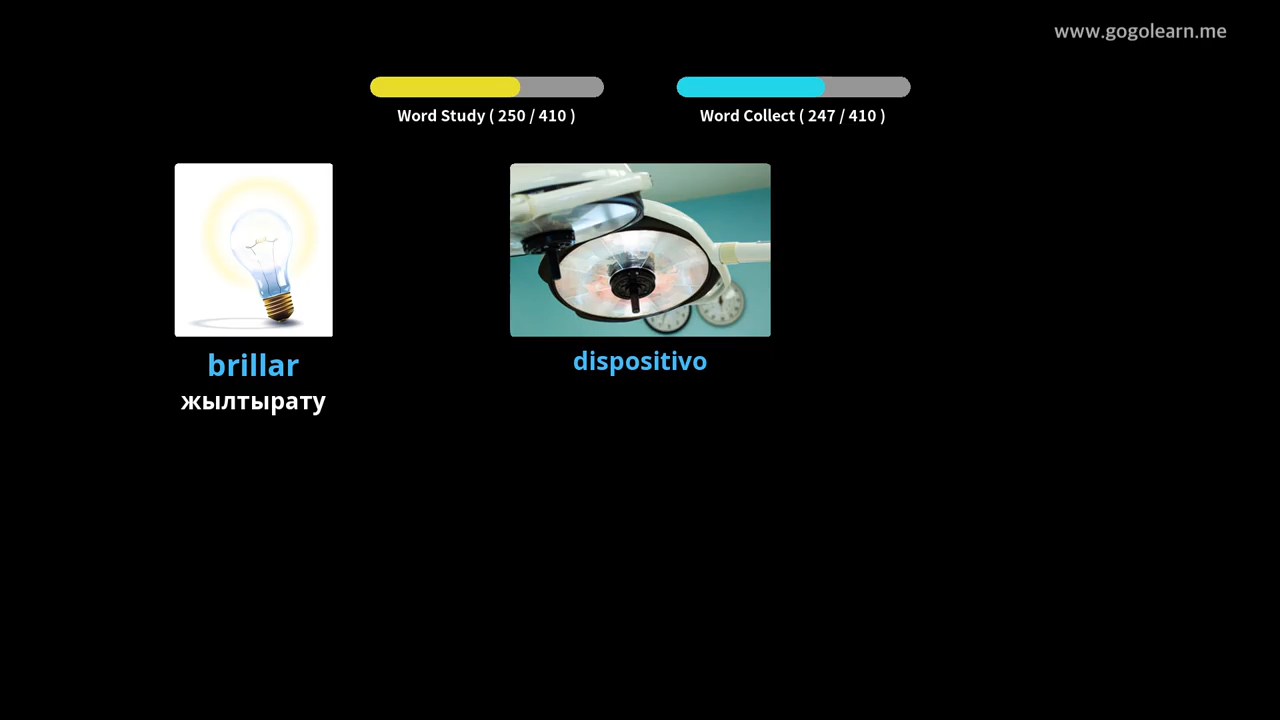 www.gogolearn.me
Word Study ( 250 / 410 )
Word Collect ( 247 / 410 )
brillar
жылтырату
dispositivo